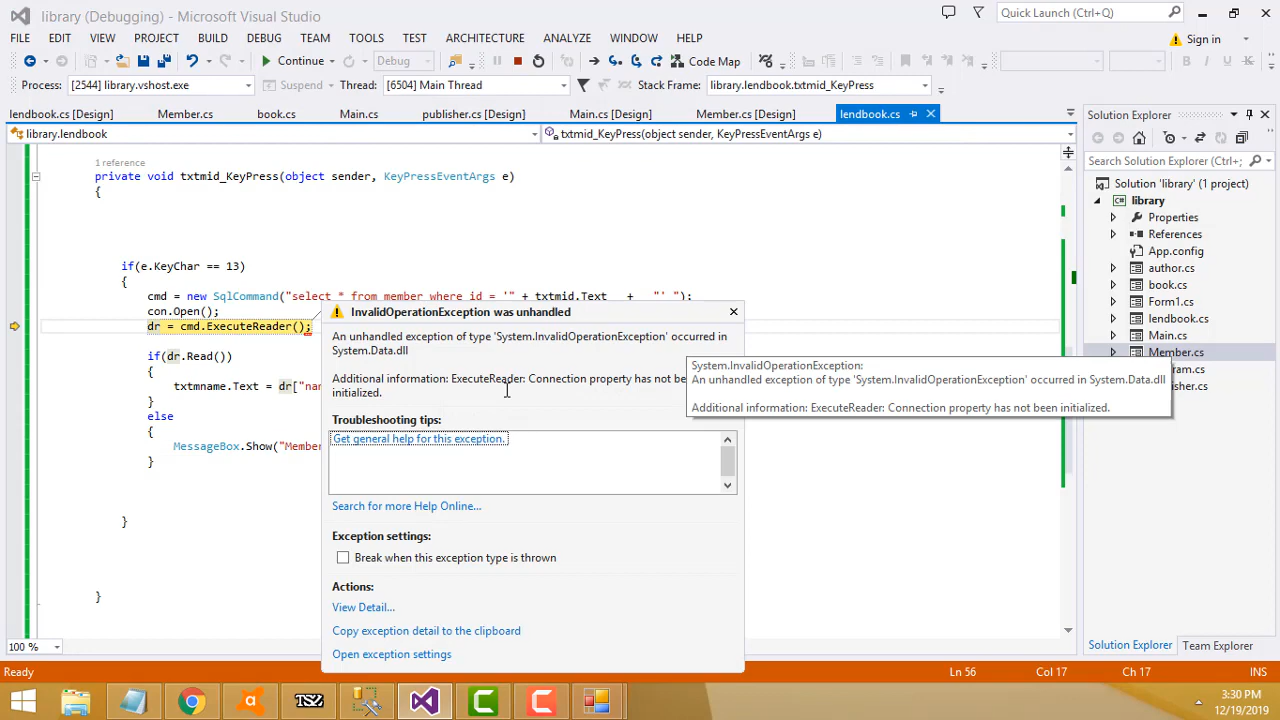 library (Debugging) - Microsoft Visual Studio
Quick Launch (Ctrl+Q)
FILE EDIT VIEW PROJECT BUILD DEBUG TEAM TOOLS TEST ARCHITECTURE ANALYZE WINDOW HELP
Sign in
Continue Debug Code Map
Process: [2544] library.vshost.exe Suspend Thread: [6504] Main Thread Stack Frame: library.lendbook.txtmid_KeyPress
lendbook.cs [Design] Member.cs book.cs Main.cs publisher.cs [Design] Main.cs [Design] Member.cs [Design] lendbook.cs
library.lendbook txtmid_KeyPress(object sender, KeyPressEventArgs e)
1 reference
private void txtmid_KeyPress(object sender, KeyPressEventArgs e)
{
if(e.KeyChar == 13)
{
cmd = new SqlCommand("select * from member where id = '" + txtmid.Text + "' ");
con.Open();
dr = cmd.ExecuteReader();
if(dr.Read())
{
txtmname.Text = dr["na
}
else
{
MessageBox.Show("Member
}
}
}
InvalidOperationException was unhandled
An unhandled exception of type 'System.InvalidOperationException' occurred in
System.Data.dll
Additional information: ExecuteReader: Connection property has not be
initialized.
Troubleshooting tips:
Get general help for this exception.
Search for more Help Online...
Exception settings:
Break when this exception type is thrown
Actions:
View Detail...
Copy exception detail to the clipboard
Open exception settings
System.InvalidOperationException:
An unhandled exception of type 'System.InvalidOperationException' occurred in System.Data.dll
Additional information: ExecuteReader: Connection property has not been initialized.
Solution Explorer
Search Solution Explorer (Ctrl+;
Solution 'library' (1 project)
library
Properties
References
App.config
author.cs
book.cs
Form1.cs
lendbook.cs
Main.cs
Member.cs
ram.cs
sher.cs
Solution Explorer Team Explorer
100 %
Ready Ln 56 Col 17 Ch 17 INS
TSZ
3:30 PM
12/19/2019